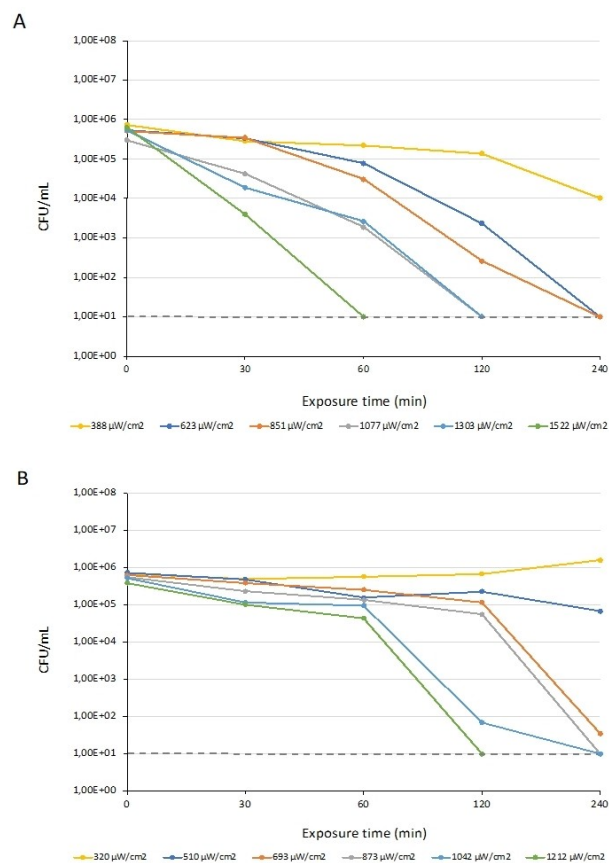 A
1,00E+08
1,00E+07
1,00E+06
1,00E+05
1,00E+04
1,00E+03
1,00E+02
1,00E+01
1,00E+00
CFU/mL
0 30 60 120 240
Exposure time (min)
388 µW/cm2 623 µW/cm2 851 µW/cm2 1077 µW/cm2 1303 µW/cm2 1522 µW/cm2
B
1,00E+08
1,00E+07
1,00E+06
1,00E+05
1,00E+04
1,00E+03
1,00E+02
1,00E+01
1,00E+00
CFU/mL
0 30 60 120 240
Exposure time (min)
320 µW/cm2 510 µW/cm2 693 µW/cm2 873 µW/cm2 1042 µW/cm2 1212 µW/cm2